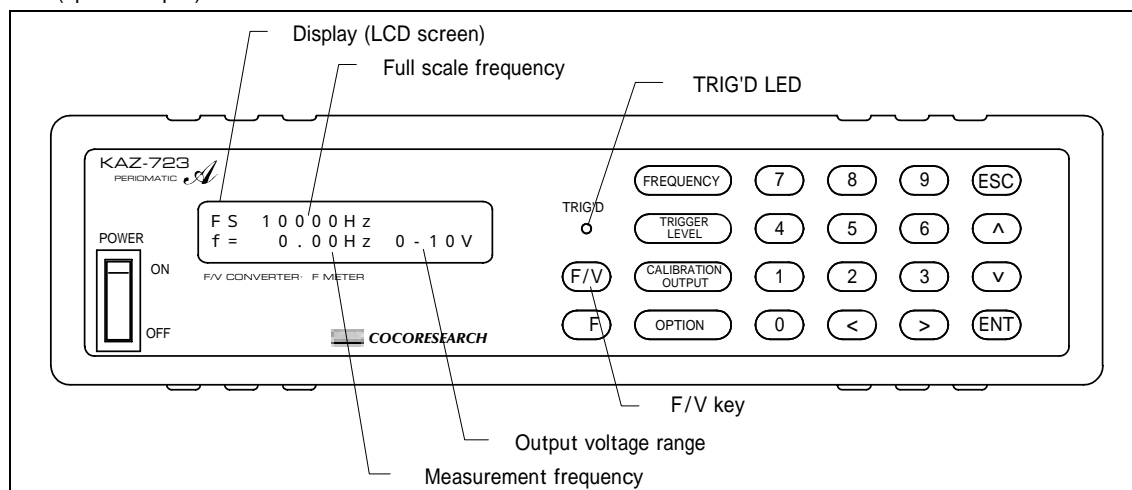 Display (LCD screen)
Full scale frequency
TRIG'D LED
KAZ-723 A
PERIOMATIC
FS 10000Hz
f= 0.00Hz 0-10V
F/V CONVERTER· F METER
POWER
ON
OFF
COCORESEARCH
TRIG'D
FREQUENCY 7 8 9 ESC
TRIGGER
LEVEL
4 5 6 ∧
F/V
CALIBRATION
OUTPUT
1 2 3 ∨
F OPTION 0 < > ENT
F/V key
Output voltage range
Measurement frequency